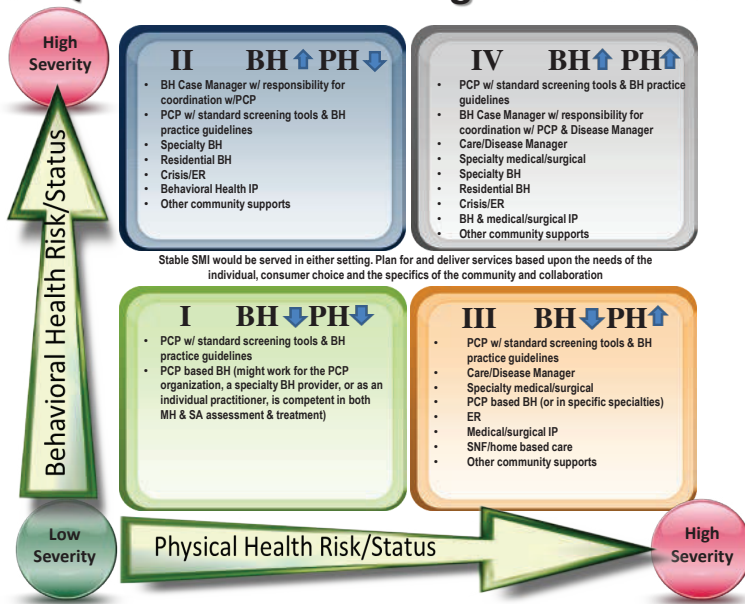 High
Severity
II BH PH
• BH Case Manager w/ responsibility for
coordination w/PCP
• PCP w/ standard screening tools & BH
practice guidelines
• Specialty BH
• Residential BH
• Crisis/ER
• Behavioral Health IP
• Other community supports
IV BH PH
• PCP w/ standard screening tools & BH practice
guidelines
• BH Case Manager w/ responsibility for
coordination w/ PCP & Disease Manager
• Care/Disease Manager
• Specialty medical/surgical
• Specialty BH
• Residential BH
• Crisis/ER
• BH & medical/surgical IP
• Other community supports
Behavioral Health Risk/Status
Stable SMI would be served in either setting. Plan for and deliver services based upon the needs of the
individual, consumer choice and the specifics of the community and collaboration
I BH PH
• PCP w/ standard screening tools & BH
practice guidelines
• PCP based BH (might work for the PCP
organization, a specialty BH provider, or as an
individual practitioner, is competent in both
MH & SA assessment & treatment)
III BH PH
• PCP w/ standard screening tools & BH
practice guidelines
• Care/Disease Manager
• Specialty medical/surgical
• PCP based BH (or in specific specialties)
• ER
• Medical/surgical IP
• SNF/home based care
• Other community supports
Low
Severity
Physical Health Risk/Status
High
Severity